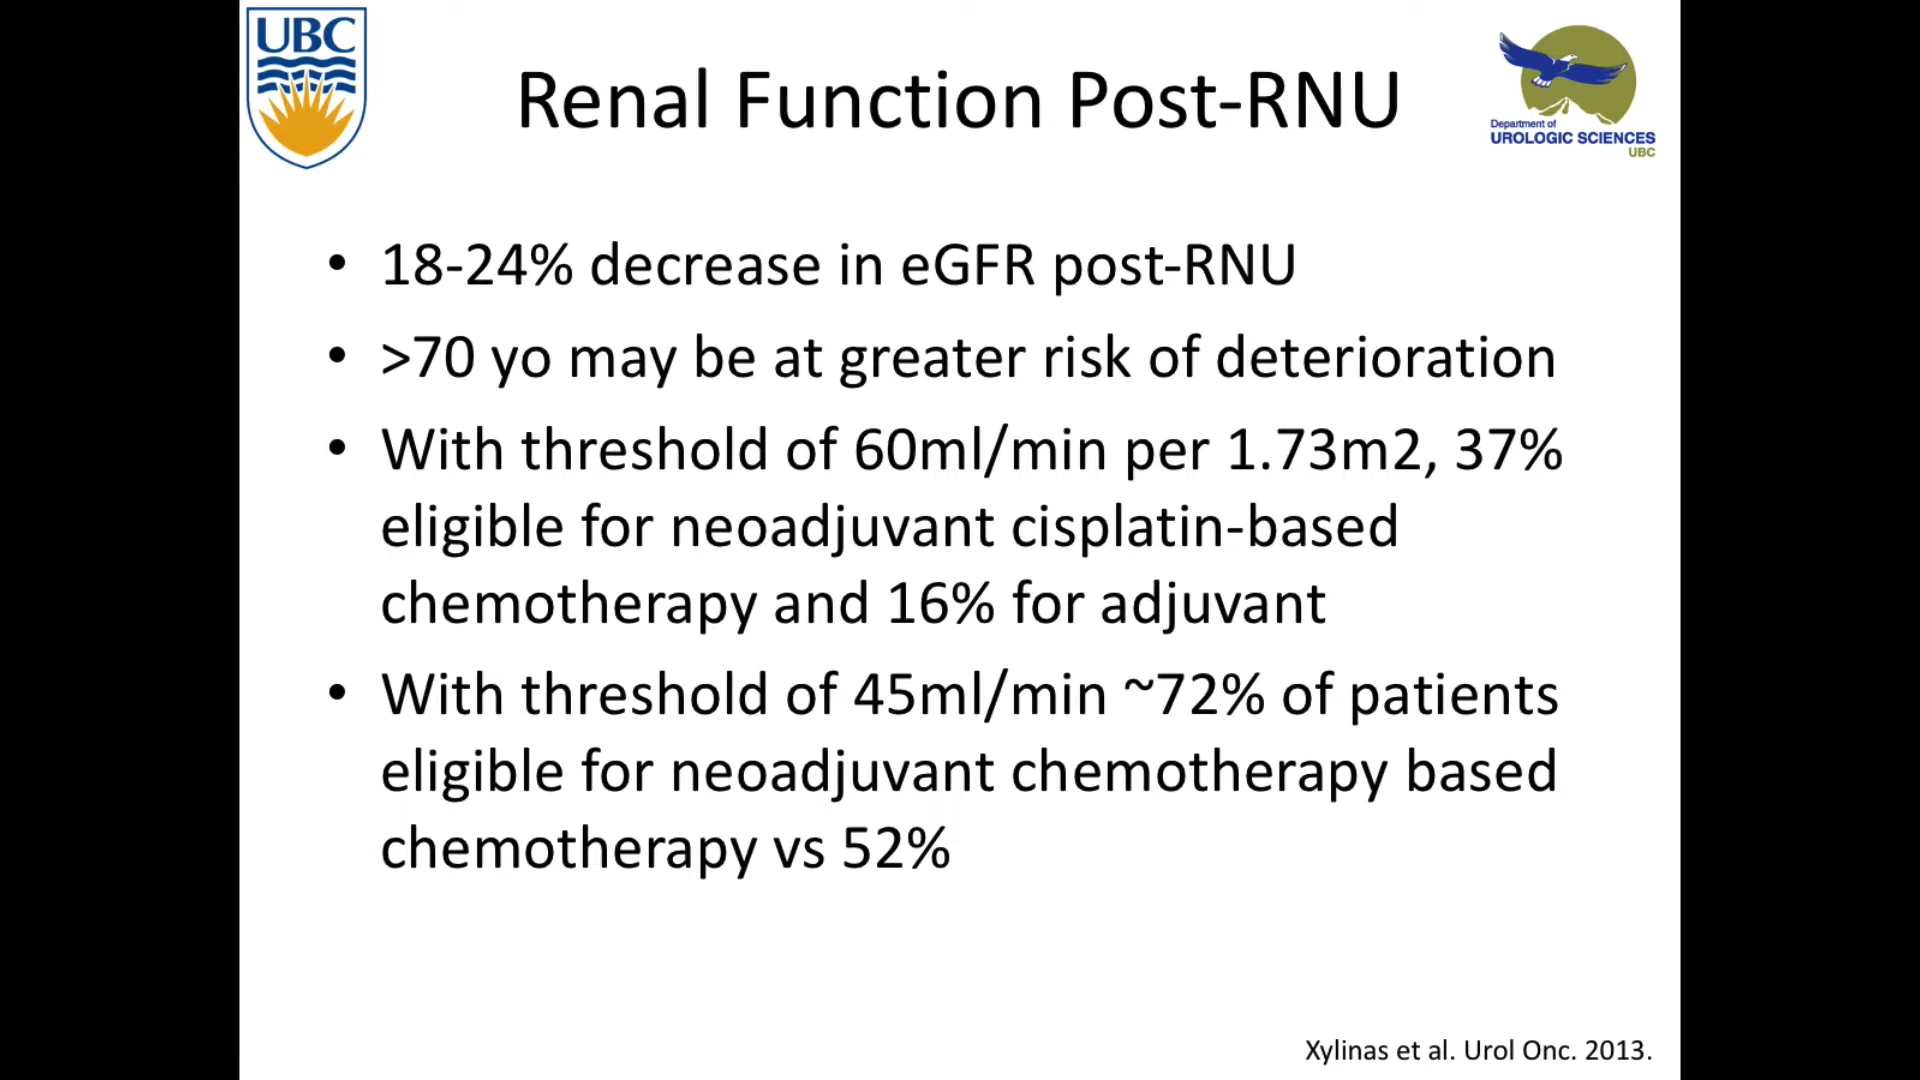 UBC
Renal Function Post-RNU
Department of
UROLOGIC SCIENCES
UBC
• 18-24% decrease in eGFR post-RNU
• >70 yo may be at greater risk of deterioration
• With threshold of 60ml/min per 1.73m2, 37%
eligible for neoadjuvant cisplatin-based
chemotherapy and 16% for adjuvant
• With threshold of 45ml/min ~72% of patients
eligible for neoadjuvant chemotherapy based
chemotherapy vs 52%
Xylinas et al. Urol Onc. 2013.